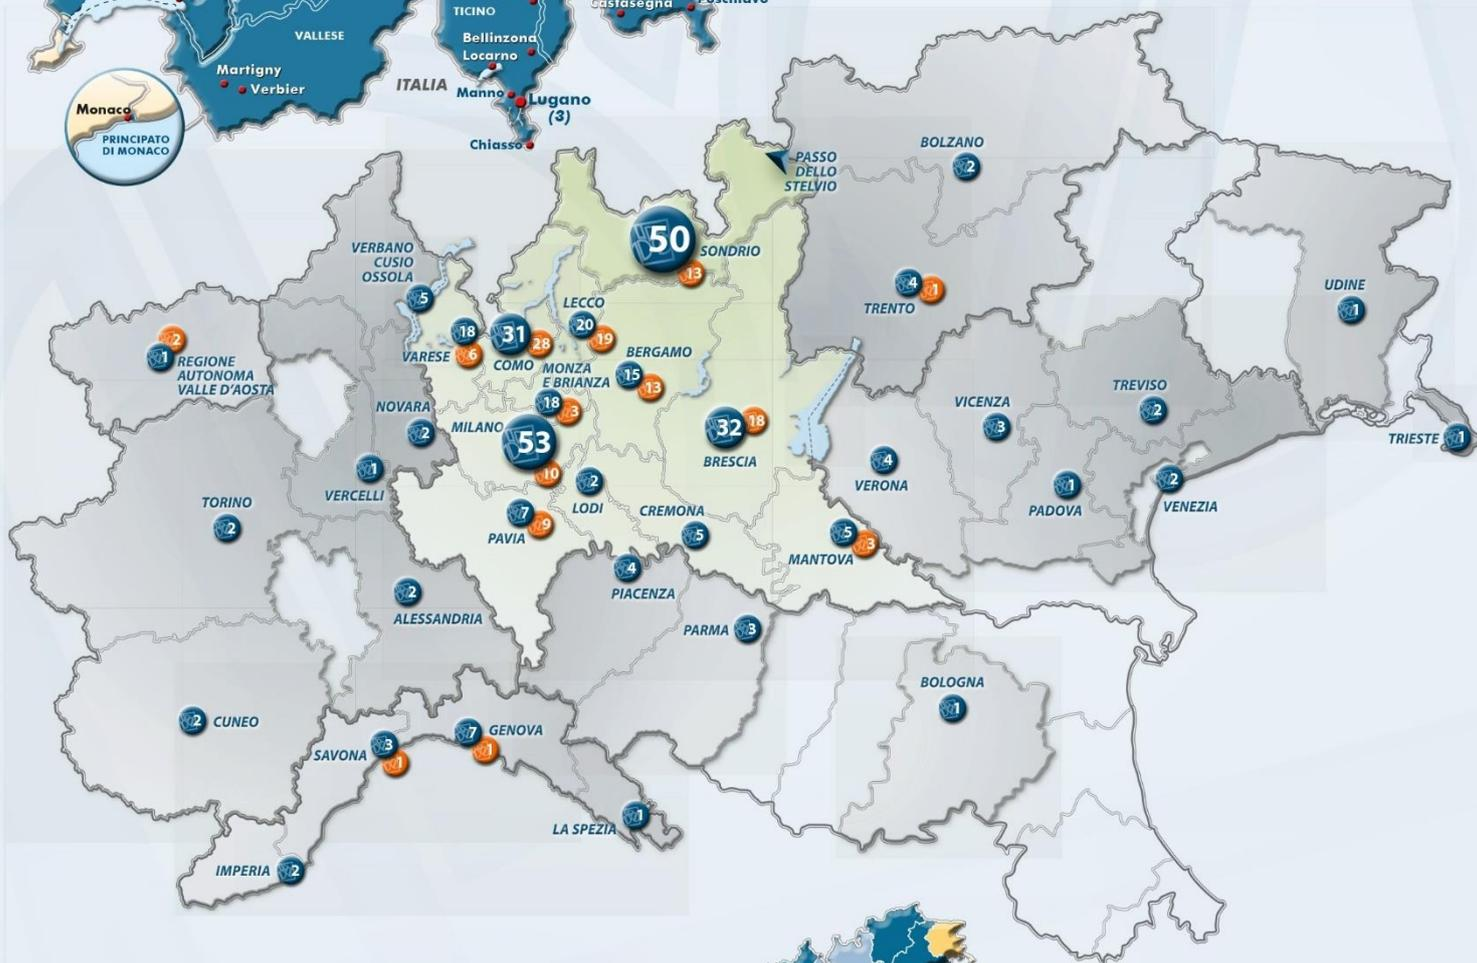 Castasegna
Poschiavo
TICINO
VALLESE
Bellinzona
Locarno
Martigny
Verbier
ITALIA
Manno
Lugano
(3)
Monaco
PRINCIPATO
DI MONACO
Chiasso
BOLZANO
2
PASSO
DELLO
STELVIO
50
SONDRIO
13
VERBANO
CUSIO
OSSOLA
5
4
1
TRENTO
UDINE
1
LECCO
20
19
18
6
VARESE
31
28
COMO
2
1
REGIONE
AUTONOMA
VALLE D'AOSTA
BERGAMO
15
13
MONZA
E BRIANZA
18
3
TREVISO
2
NOVARA
2
MILANO
53
10
32
18
BRESCIA
VICENZA
3
TRIESTE
1
4
VERONA
1
VERCELLI
2
LODI
1
PADOVA
2
VENEZIA
TORINO
2
7
9
PAVIA
CREMONA
5
5
3
MANTOVA
4
PIACENZA
2
ALESSANDRIA
PARMA
3
BOLOGNA
1
2
CUNEO
SAVONA
3
1
7
1
GENOVA
LA SPEZIA
1
IMPERIA
2